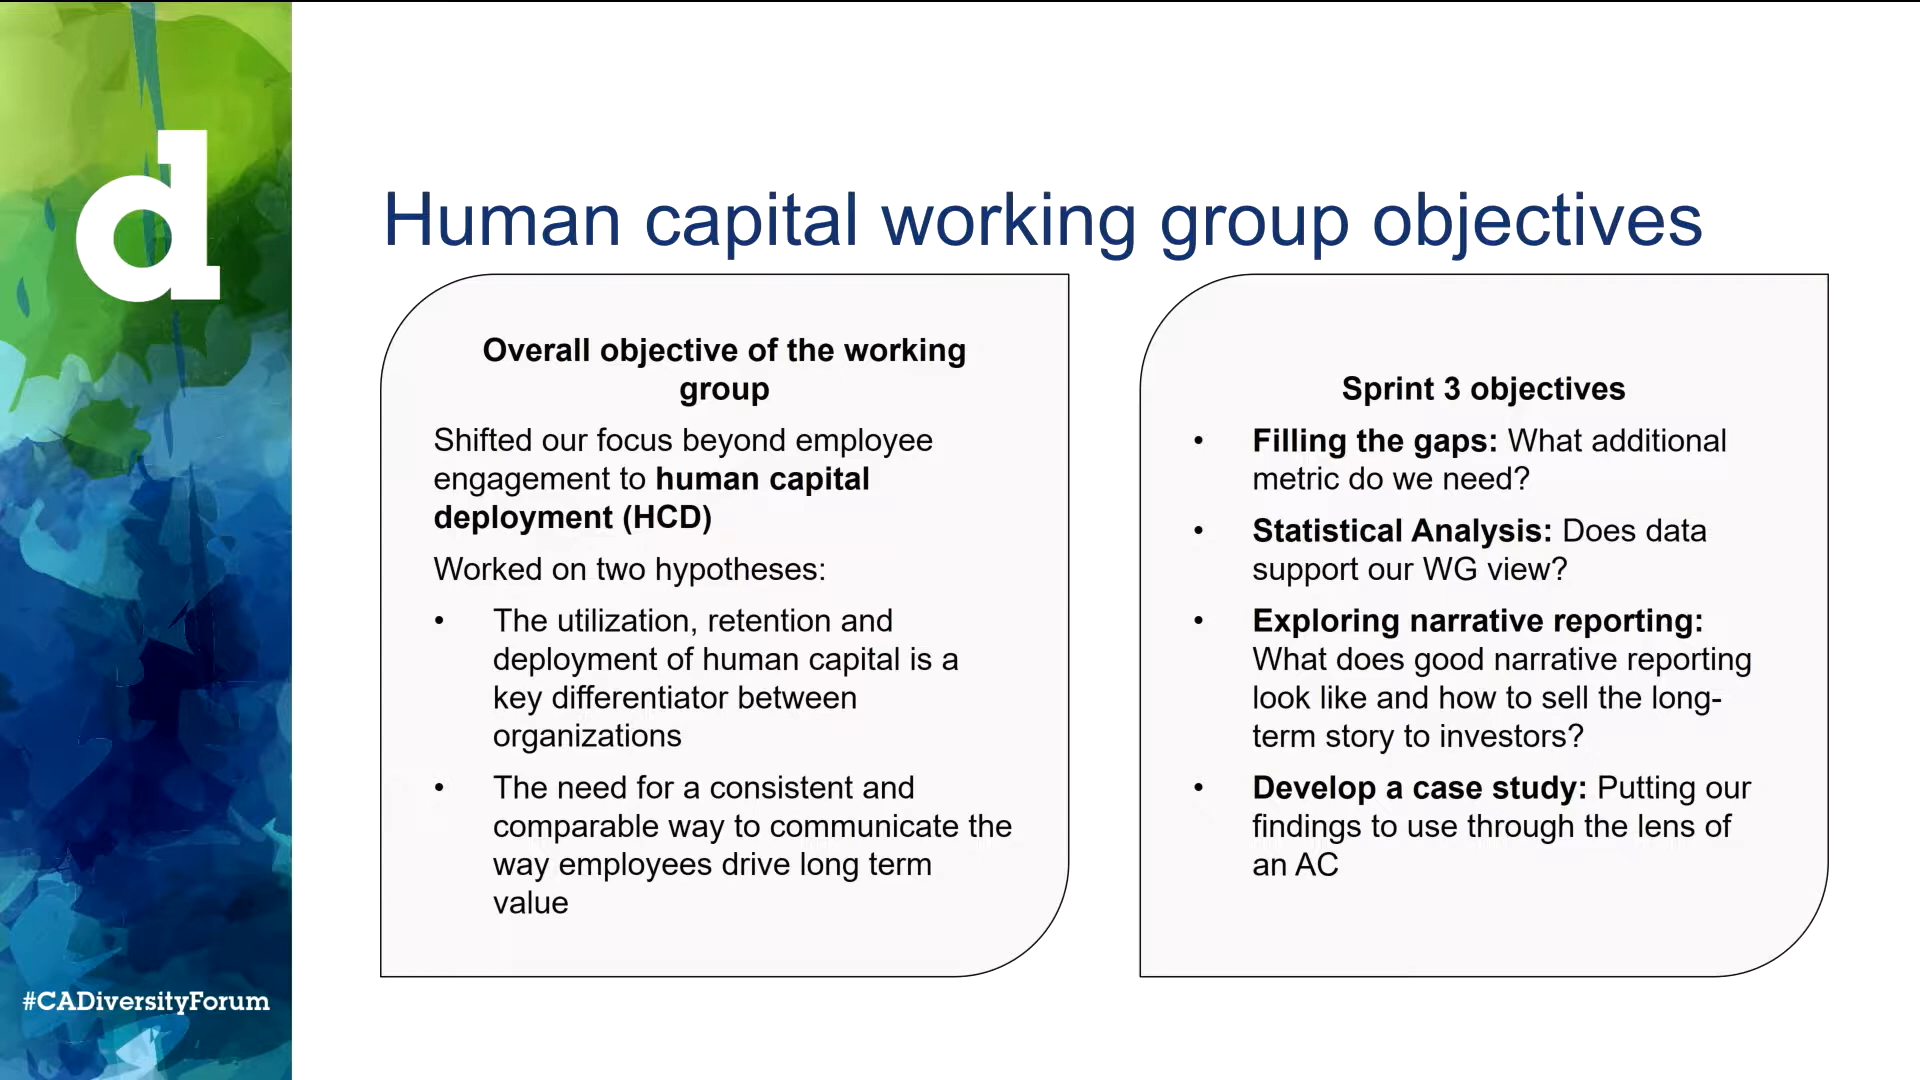 d
Human capital working group objectives
Overall objective of the working
group
Shifted our focus beyond employee
engagement to human capital
deployment (HCD)
Worked on two hypotheses:
• The utilization, retention and
deployment of human capital is a
key differentiator between
organizations
• The need for a consistent and
comparable way to communicate the
way employees drive long term
value
Sprint 3 objectives
• Filling the gaps: What additional
metric do we need?
• Statistical Analysis: Does data
support our WG view?
• Exploring narrative reporting:
What does good narrative reporting
look like and how to sell the long-
term story to investors?
• Develop a case study: Putting our
findings to use through the lens of
an AC
#CADiversityForum